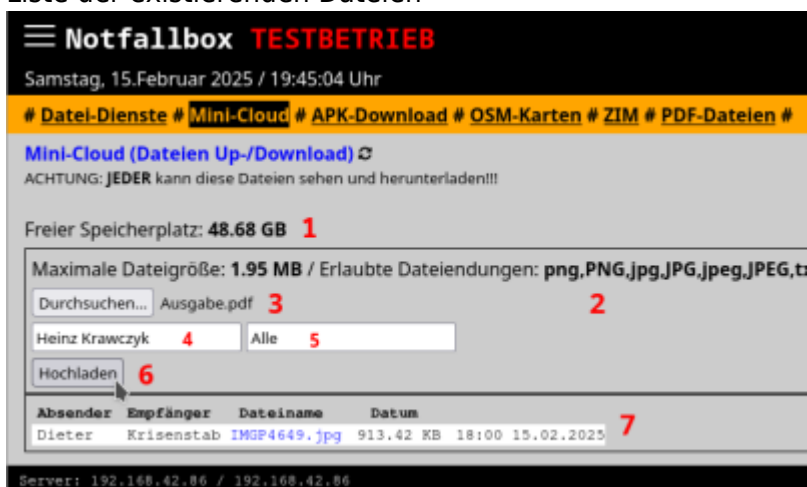 Liste der existierenden Dateien
Notfallbox TESTBETRIEB
Samstag, 15.Februar 2025 / 19:45:04 Uhr
# Datei-Dienste # Mini-Cloud # APK-Download # OSM-Karten # ZIM # PDF-Dateien #
Mini-Cloud (Dateien Up-/Download)
ACHTUNG: JEDER kann diese Dateien sehen und herunterladen!!!
Freier Speicherplatz: 48.68 GB 1
Maximale Dateigröße: 1.95 MB / Erlaubte Dateiendungen: png,PNG,jpg,JPG,jpeg,JPEG,
Durchsuchen... Ausgabe.pdf 3 2
Heinz Krawczyk 4 Alle 5
Hochladen 6
Absender Empfänger Dateiname Datum
Dieter Krisenstab IMGP4649.jpg 913.42 KB 18:00 15.02.2025 7
Server: 192.168.42.86 / 192.168.42.86